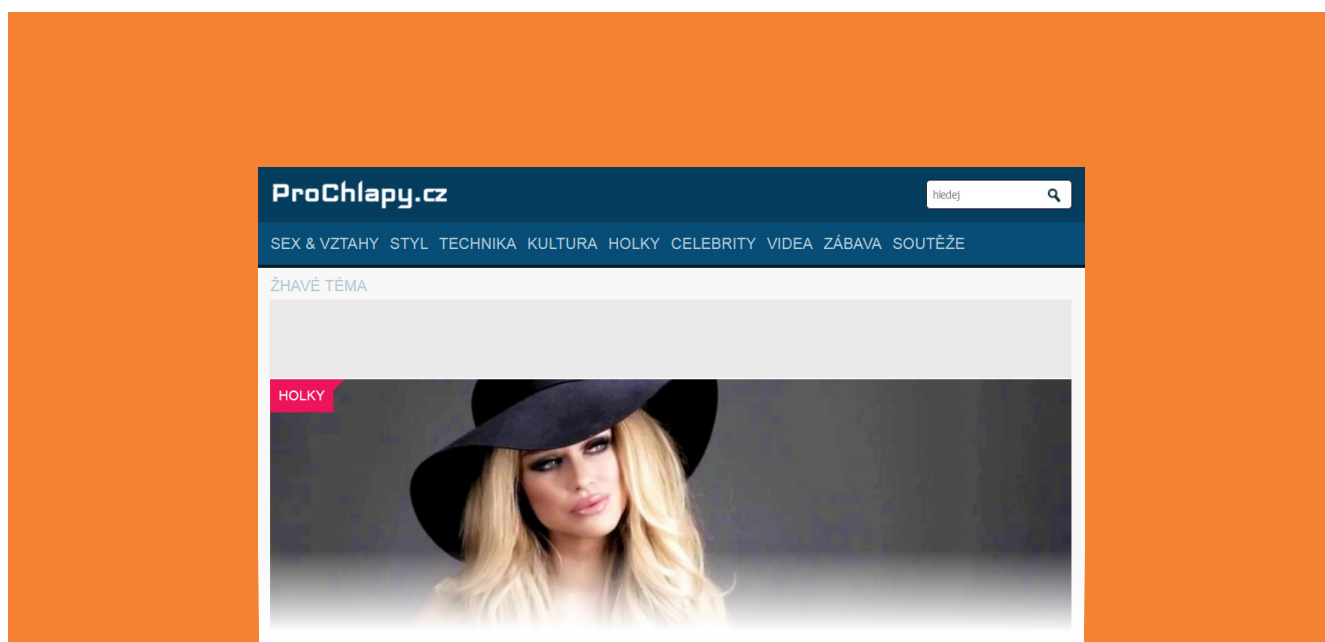 ProChlapy.cz
hledej
SEX & VZTAHY STYL TECHNIKA KULTURA HOLKY CELEBRITY VIDEA ZÁBAVA SOUTĚŽE
ŽHAVÉ TÉMA
HOLKY